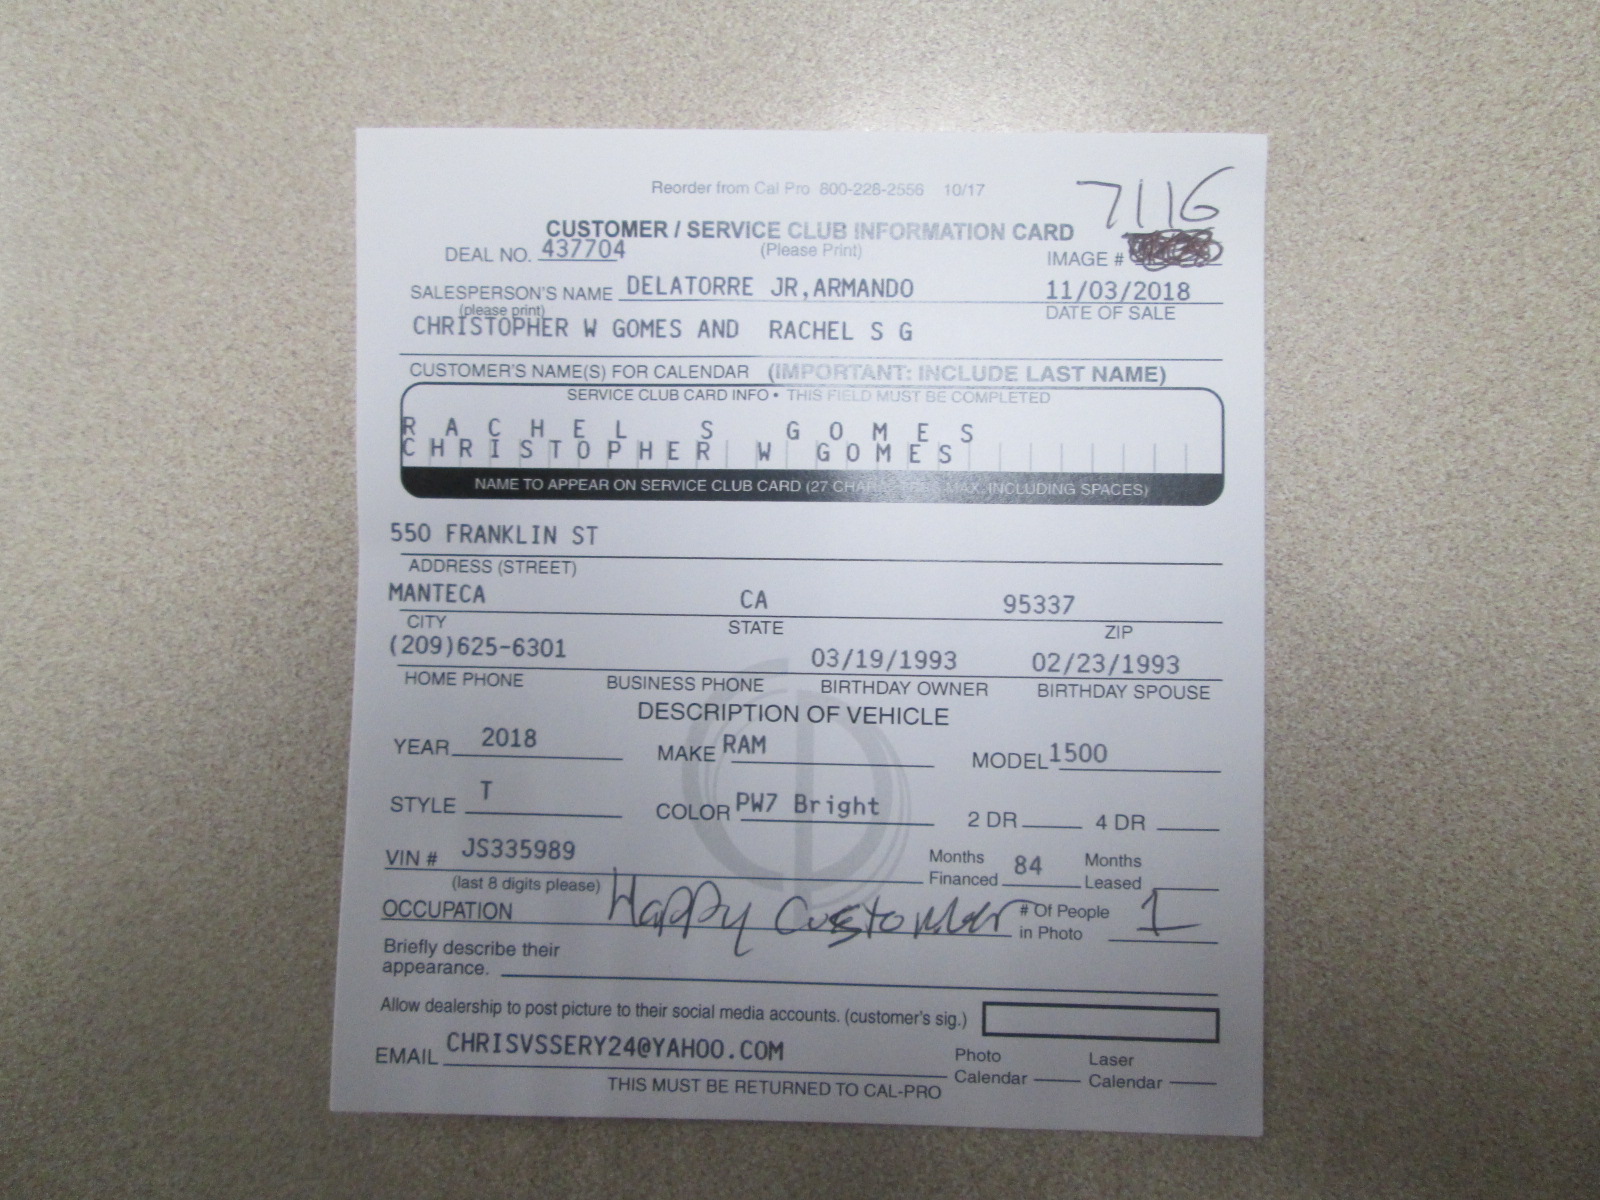 Reorder from Cal Pro 800-226-2556 10/17
7116
CUSTOMER / SERVICE CLUB INFORMATION CARD
DEAL NO. 437704 (Please Print) IMAGE #
SALESPERSON'S NAME DELATORRE JR,ARMANDO 11/03/2018
(please print) DATE OF SALE
CHRISTOPHER W GOMES AND RACHEL S G
CUSTOMER'S NAME(S) FOR CALENDAR (IMPORTANT: INCLUDE LAST NAME)
SERVICE CLUB CARD INFO • THIS FIELD MUST BE COMPLETED
RACHEL S GOMES
CHRISTOPHER W GOMES
NAME TO APPEAR ON SERVICE CLUB CARD (27 CHARACTERS MAX. INCLUDING SPACES)
550 FRANKLIN ST
ADDRESS (STREET)
MANTECA CA 95337
CITY STATE ZIP
(209)625-6301 03/19/1993 02/23/1993
HOME PHONE BUSINESS PHONE BIRTHDAY OWNER BIRTHDAY SPOUSE
DESCRIPTION OF VEHICLE
YEAR 2018 MAKE RAM MODEL 1500
STYLE T COLOR PW7 Bright 2 DR 4 DR
VIN # JS335989 Months Financed 84 Months Leased
(last 8 digits please)
OCCUPATION Happy Customer # Of People in Photo 1
Briefly describe their
appearance.
Allow dealership to post picture to their social media accounts. (customer's sig.)
EMAIL CHRISVSSERY24@YAHOO.COM Photo Calendar Laser Calendar
THIS MUST BE RETURNED TO CAL-PRO